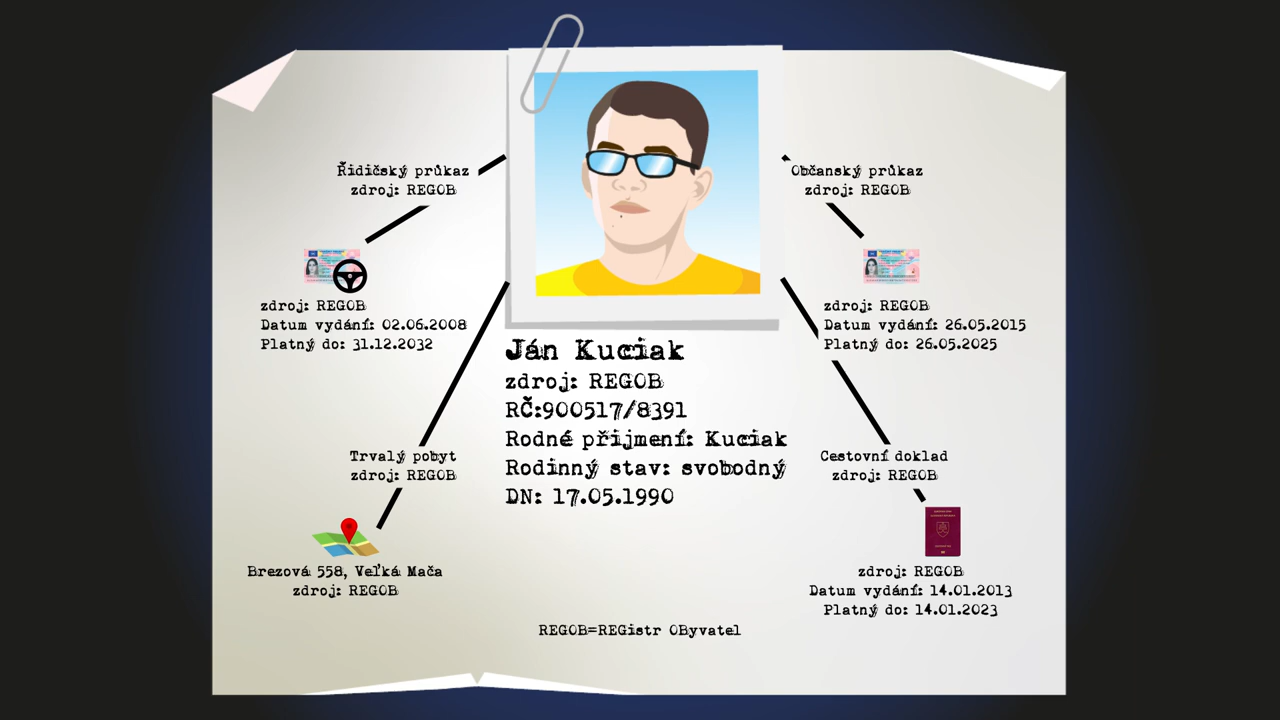 Řidičský průkaz
zdroj: REGOB
zdroj: REGOB
Datum vydání: 02.06.2008
Platný do: 31.12.2032
Občanský průkaz
zdroj: REGOB
zdroj: REGOB
Datum vydání: 26.05.2015
Platný do: 26.05.2025
Ján Kuciak
zdroj: REGOB
RČ:900517/8391
Rodné přijmení: Kuciak
Rodinný stav: svobodný
DN: 17.05.1990
Trvalý pobyt
zdroj: REGOB
Brezová 558, Veľká Mača
zdroj: REGOB
Cestovní doklad
zdroj: REGOB
zdroj: REGOB
Datum vydání: 14.01.2013
Platný do: 14.01.2023
REGOB=REGistr OByvatel